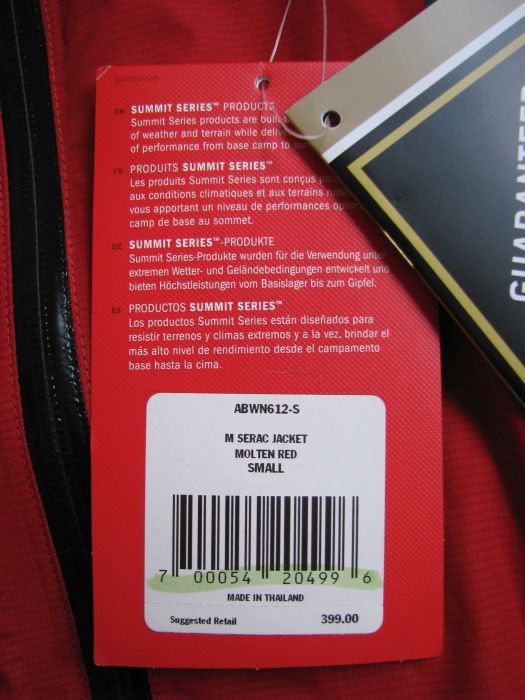 EN SUMMIT SERIES™ PRODUCTS
Summit Series products are built
of weather and terrain while
of performance from base camp to
FR PRODUITS SUMMIT SERIES™
Les produits Summit Series sont conçus
aux conditions climatiques et aux terrains rudes
vous apportant un niveau de performances
camp de base au sommet.
DE SUMMIT SERIES™-PRODUKTE
Summit Series-Produkte wurden für die Verwendung unter
extremen Wetter- und Geländebedingungen entwickelt und
bieten Höchstleistungen vom Basislager bis zum Gipfel.
ES PRODUCTOS SUMMIT SERIES™
Los productos Summit Series están diseñados para
resistir terrenos y climas extremos y a la vez, brindar el
más alto nivel de rendimiento desde el campamento
base hasta la cima.
ABWN612-S
M SERAC JACKET
MOLTEN RED
SMALL
7 00054 20499 6
MADE IN THAILAND
Suggested Retail 399.00